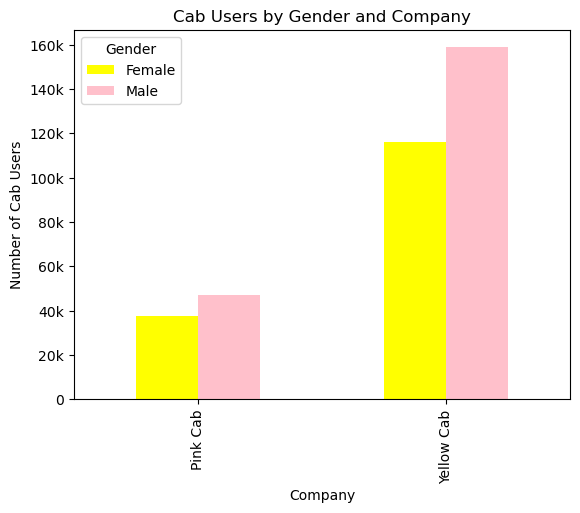 Cab Users by Gender and Company
160k
140k
120k
100k
80k
60k
40k
20k
0
Number of Cab Users
Gender
Female
Male
Pink Cab
Yellow Cab
Company